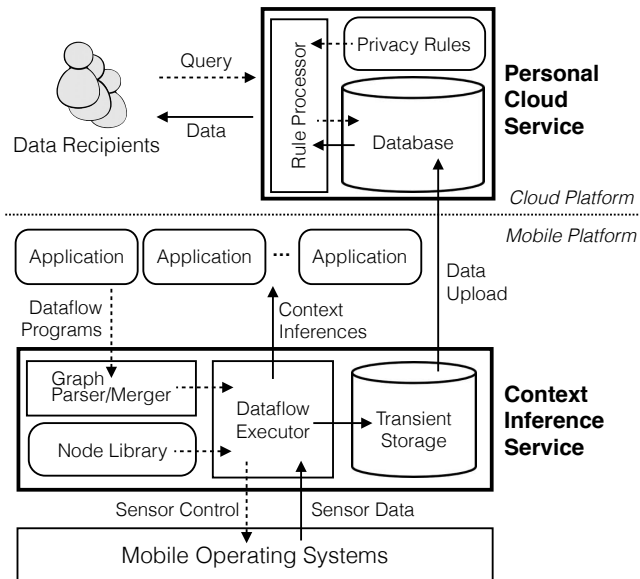 Query
Data
Data Recipients
Rule Processor
Privacy Rules
Database
Personal
Cloud
Service
Cloud Platform
Mobile Platform
Application
Application
...
Application
Dataflow
Programs
Context
Inferences
Data
Upload
Graph
Parser/Merger
Node Library
Dataflow
Executor
Transient
Storage
Context
Inference
Service
Sensor Control
Sensor Data
Mobile Operating Systems